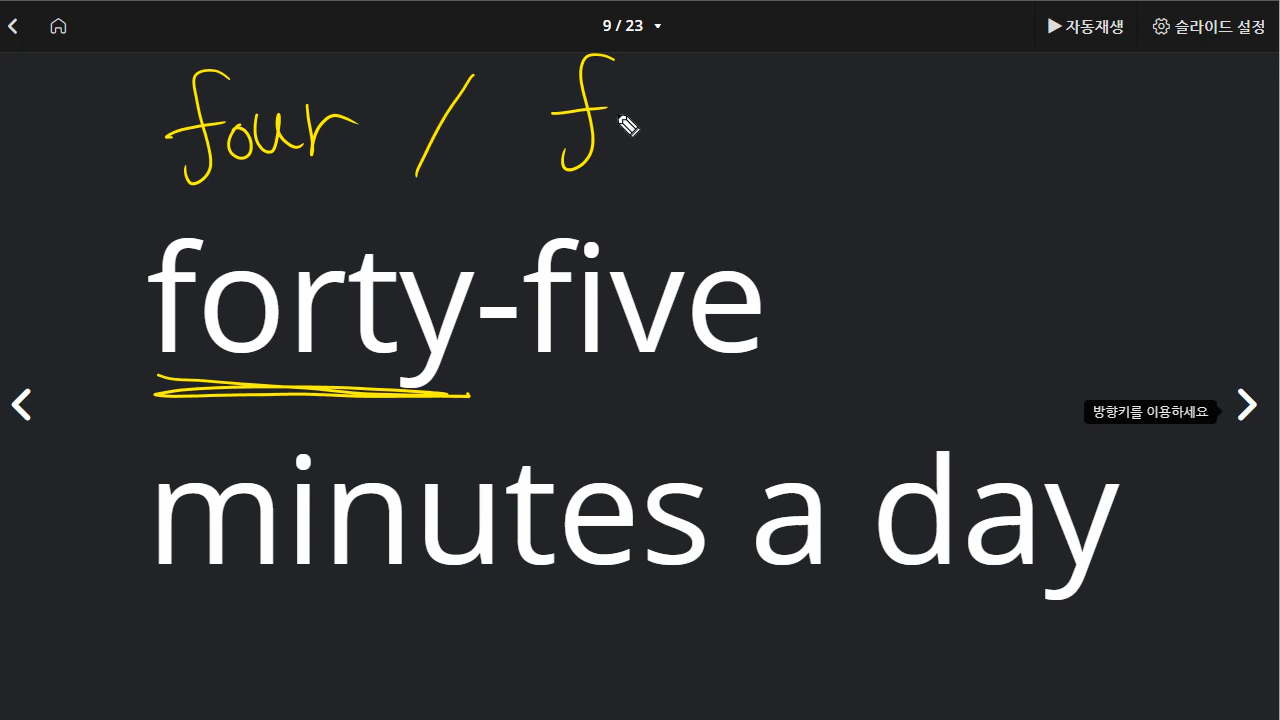 9 / 23
자동재생
슬라이드 설정
four / f
forty-five
방향키를 이용하세요
minutes a day